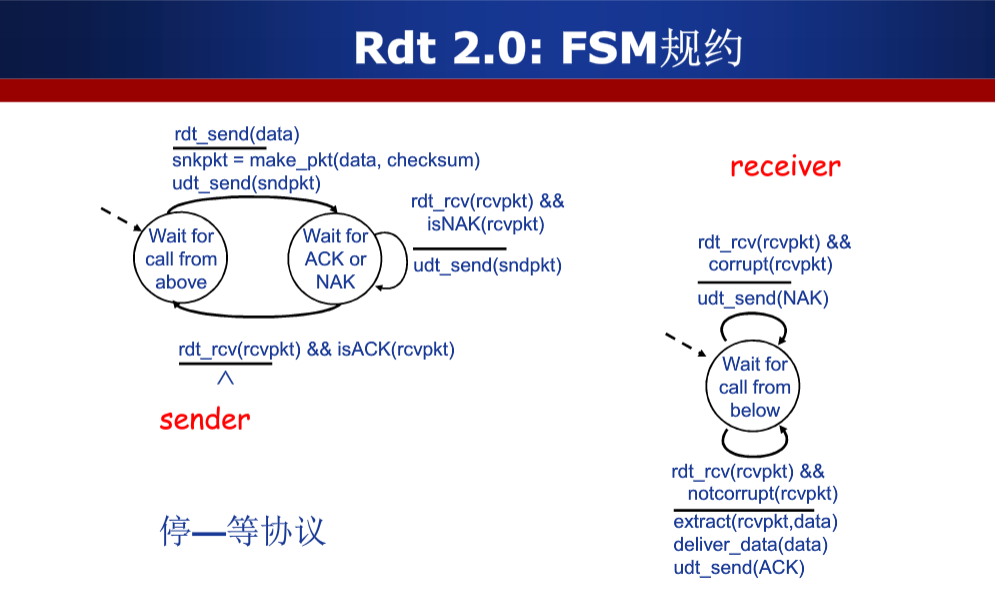 Rdt 2.0: FSM规约
rdt_send(data)
snkpkt = make_pkt(data, checksum)
udt_send(sndpkt)
Wait for
call from
above
Wait for
ACK or
NAK
rdt_rcv(rcvpkt) &&
isNAK(rcvpkt)
udt_send(sndpkt)
rdt_rcv(rcvpkt) && isACK(rcvpkt)
Λ
sender
停—等协议
receiver
rdt_rcv(rcvpkt) &&
corrupt(rcvpkt)
udt_send(NAK)
Wait for
call from
below
rdt_rcv(rcvpkt) &&
notcorrupt(rcvpkt)
extract(rcvpkt,data)
deliver_data(data)
udt_send(ACK)